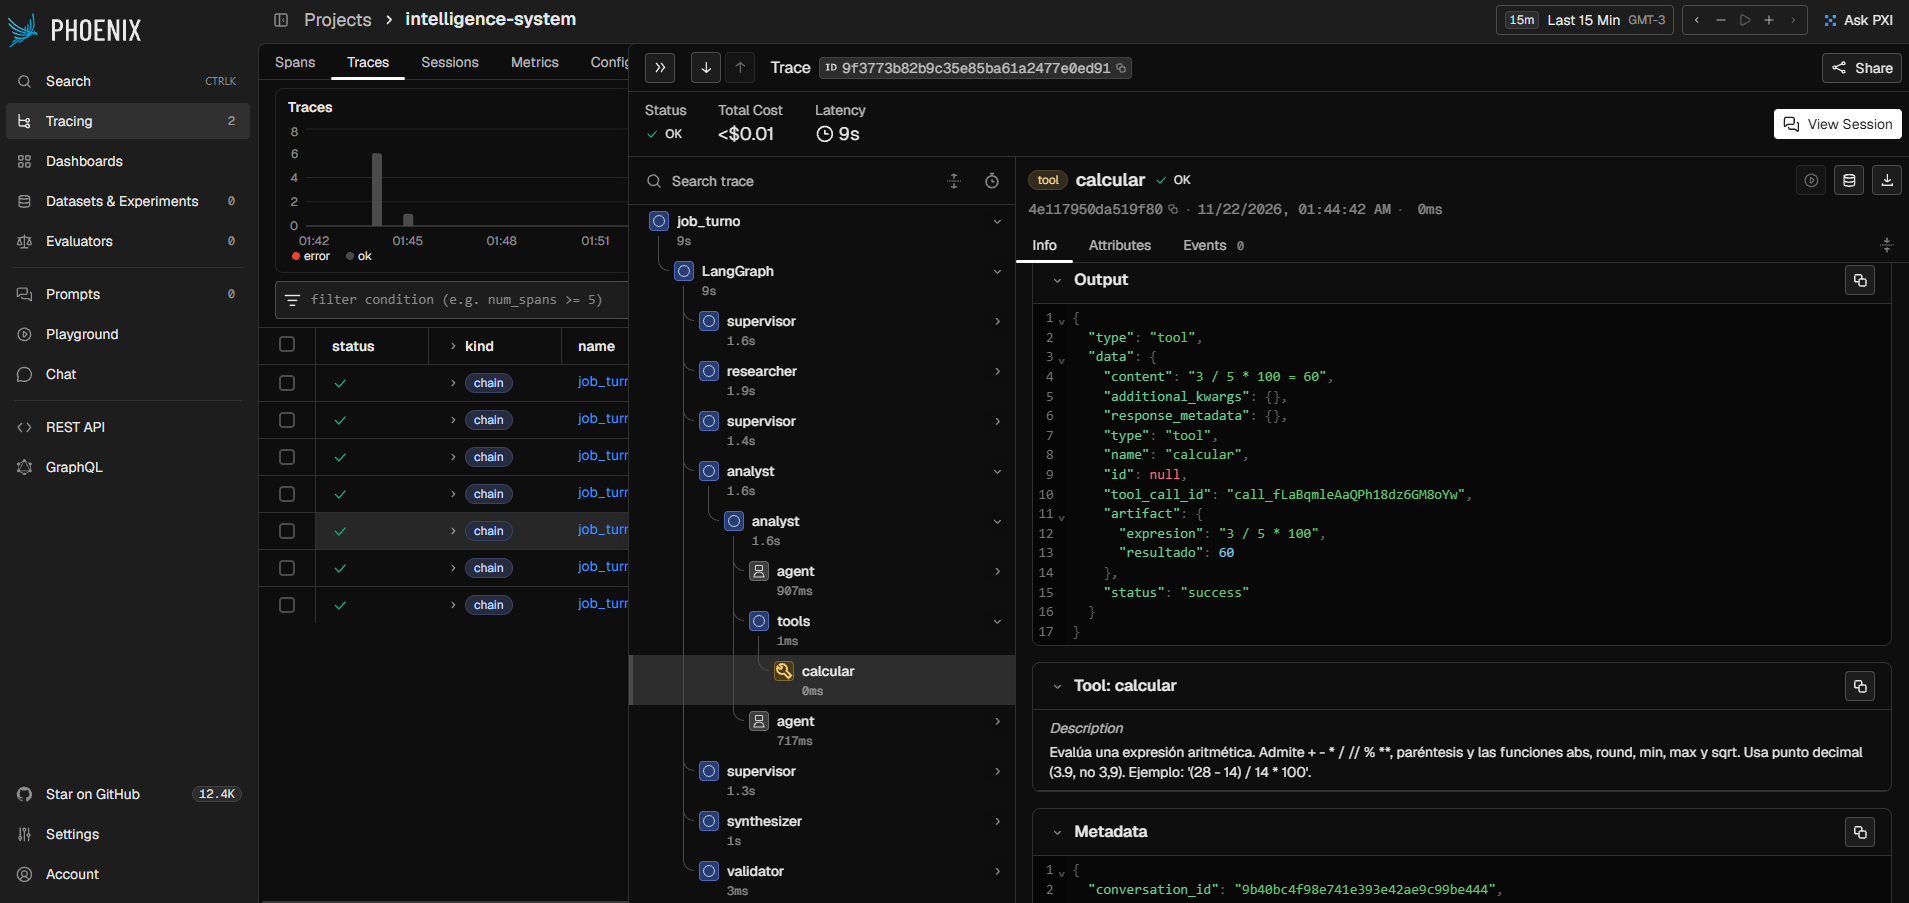 PHOENIX
Search CTRLK
Tracing 2
Dashboards
Datasets & Experiments 0
Evaluators 0
Prompts 0
Playground
Chat
REST API
GraphQL
Star on GitHub 12.4K
Settings
Account
Projects › intelligence-system
15m Last 15 Min GMT-3
Ask PXI
Spans Traces Sessions Metrics Config
Traces
8
6
4
2
0
01:42 01:45 01:48 01:51
error ok
filter condition (e.g. num_spans >= 5)
status kind name
chain job_turn
chain job_turn
chain job_turn
chain job_turn
chain job_turn
chain job_turn
chain job_turn
Trace ID 9f3773b82b9c35e85ba61a2477e0ed91
Share
Status Total Cost Latency
OK <$0.01 9s
View Session
Search trace
job_turno
9s
LangGraph
9s
supervisor
1.6s
researcher
1.9s
supervisor
1.4s
analyst
1.6s
analyst
1.6s
agent
907ms
tools
1ms
calcular
0ms
agent
717ms
supervisor
1.3s
synthesizer
1s
validator
3ms
tool calcular OK
4e117950da519f80 · 11/22/2026, 01:44:42 AM · 0ms
Info Attributes Events 0
Output
1 {
2 "type": "tool",
3 "data": {
4 "content": "3 / 5 * 100 = 60",
5 "additional_kwargs": {},
6 "response_metadata": {},
7 "type": "tool",
8 "name": "calcular",
9 "id": null,
10 "tool_call_id": "call_fLaBqmleAaQPh18dz6GM8oYw",
11 "artifact": {
12 "expresion": "3 / 5 * 100",
13 "resultado": 60
14 },
15 "status": "success"
16 }
17 }
Tool: calcular
Description
Evalúa una expresión aritmética. Admite + - * / // % **, paréntesis y las funciones abs, round, min, max y sqrt. Usa punto decimal
(3.9, no 3,9). Ejemplo: '(28 - 14) / 14 * 100'.
Metadata
1 {
2 "conversation_id": "9b40bc4f98e741e393e42ae9c99be444",